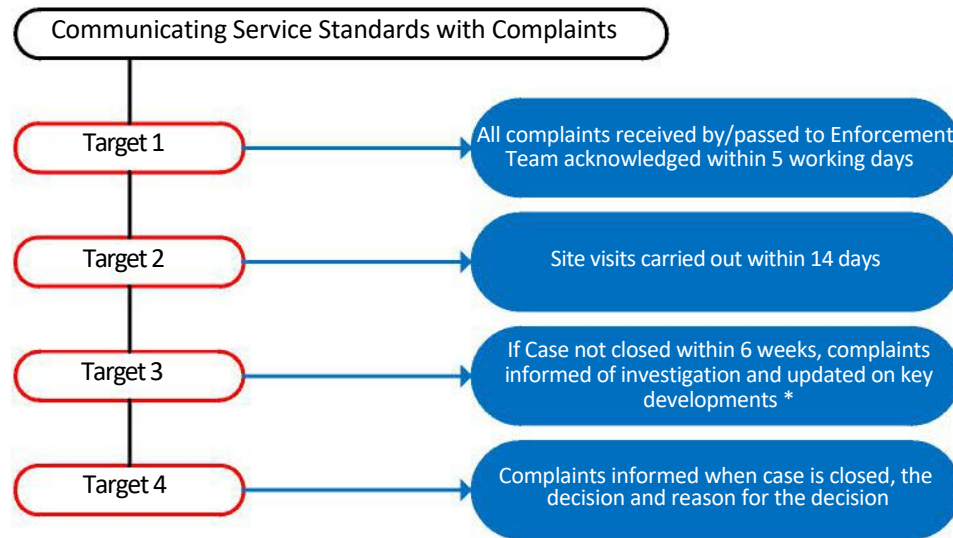 Communicating Service Standards with Complaints
Target 1
All complaints received by/passed to Enforcement
Team acknowledged within 5 working days
Target 2
Site visits carried out within 14 days
Target 3
If Case not closed within 6 weeks, complaints
informed of investigation and updated on key
developments *
Target 4
Complaints informed when case is closed, the
decision and reason for the decision